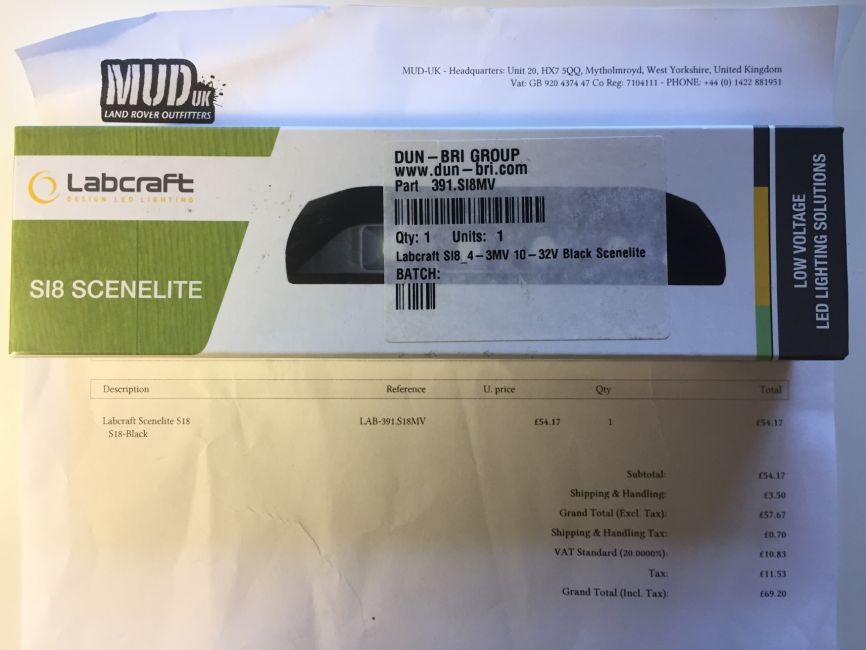 MUD UK
LAND ROVER OUTFITTERS
MUD-UK - Headquarters: Unit 20, HX7 5QQ, Mytholmroyd, West Yorkshire, United Kingdom
Vat: GB 920 4374 47 Co Reg: 7104111 - PHONE: +44 (0) 1422 881951
Labcraft
DESIGN LED LIGHTING
SI8 SCENELITE
DUN-BRI GROUP
www.dun-bri.com
Part 391.SI8MV
Qty: 1 Units: 1
Labcraft SI8_4-3MV 10-32V Black Scenelite
BATCH:
LOW VOLTAGE
LED LIGHTING SOLUTIONS
Description Reference U. price Qty Total
Labcraft Scenelite S18 LAB-391.S18MV £54.17 1 £54.17
S18-Black
Subtotal: £54.17
Shipping & Handling: £3.50
Grand Total (Excl. Tax): £57.67
Shipping & Handling Tax: £0.70
VAT Standard (20.0000%): £10.83
Tax: £11.53
Grand Total (Incl. Tax): £69.20